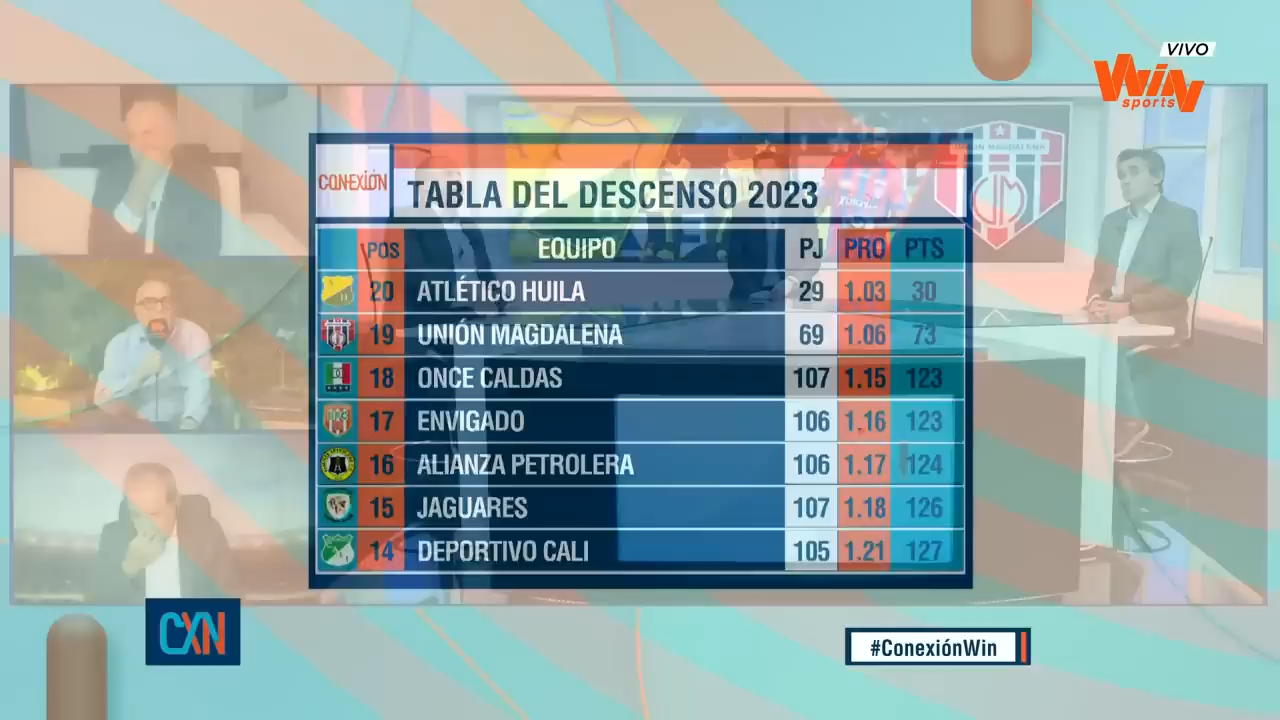 VIVO
WIN
sports
CONEXIÓN
TABLA DEL DESCENSO 2023
POS EQUIPO PJ PRO PTS
20 ATLÉTICO HUILA 29 1.03 30
19 UNIÓN MAGDALENA 69 1.06 73
18 ONCE CALDAS 107 1.15 123
17 ENVIGADO 106 1.16 123
16 ALIANZA PETROLERA 106 1.17 124
15 JAGUARES 107 1.18 126
14 DEPORTIVO CALI 105 1.21 127
UNION MAGDALENA
UM
CXN
#ConexiónWin